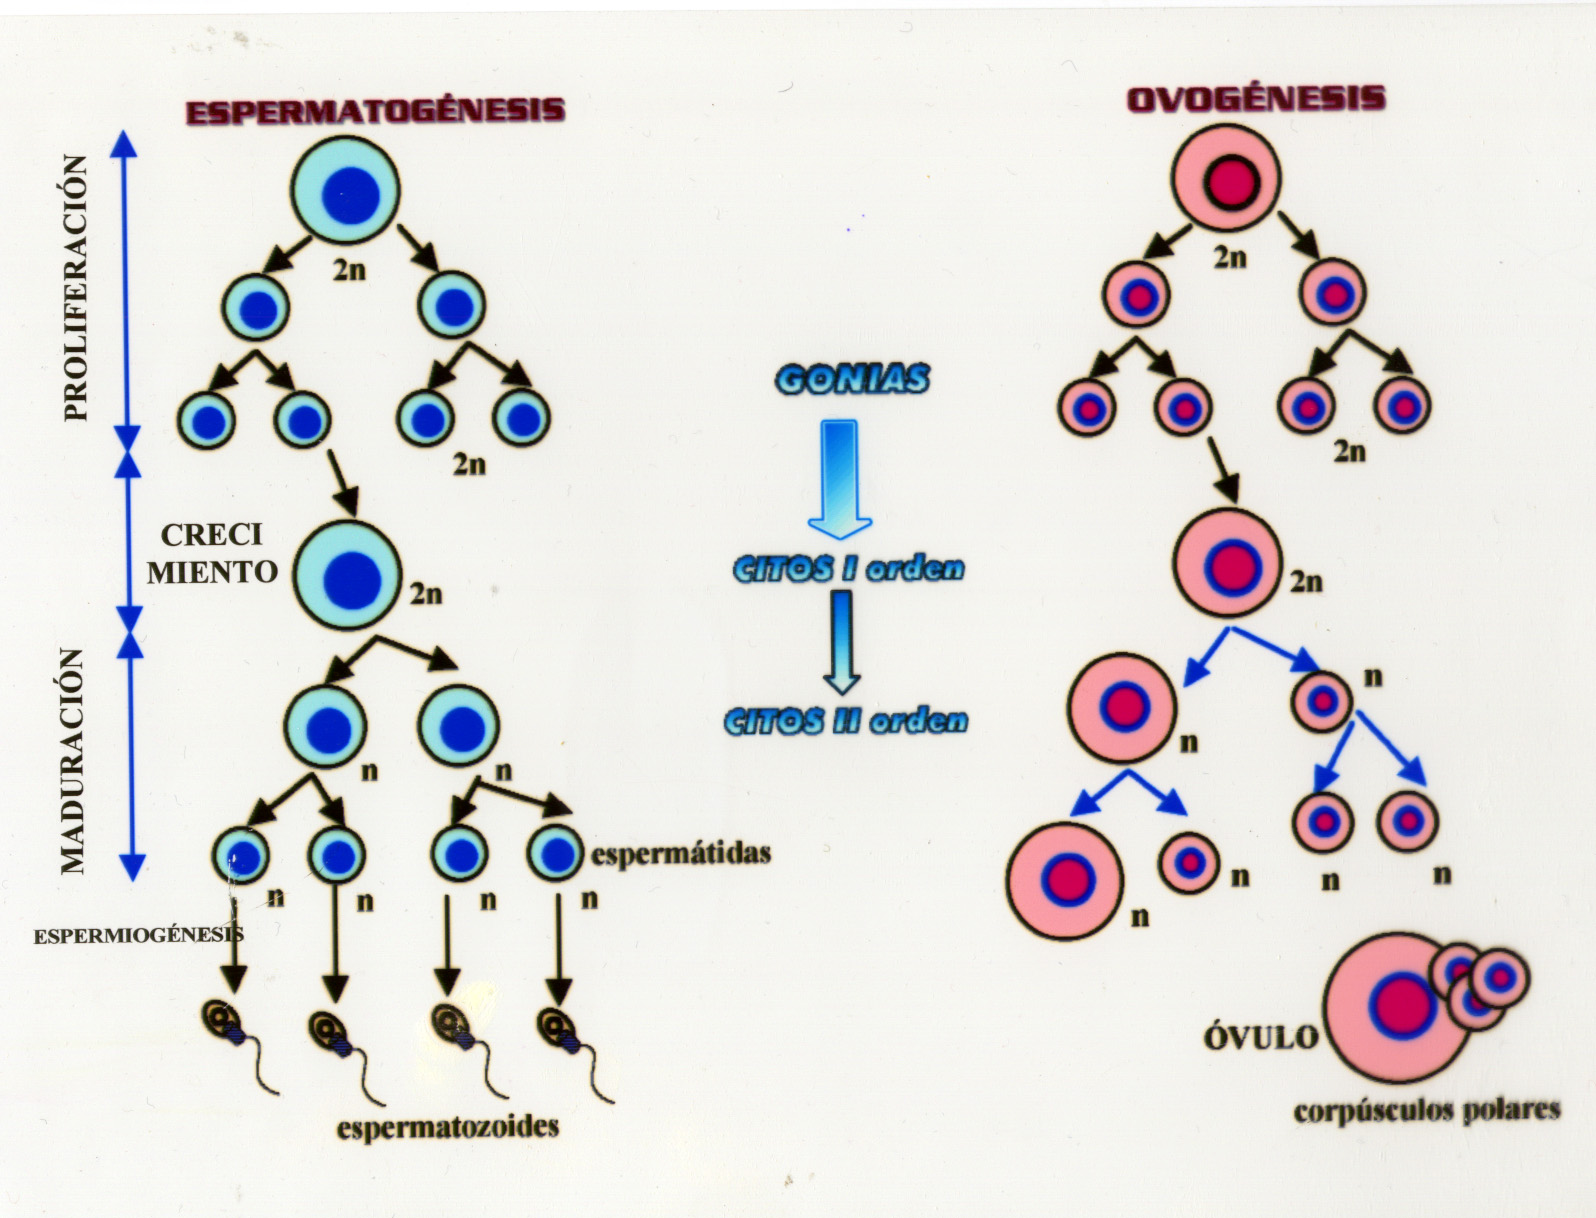 ESPERMATOGÉNESIS
OVOGÉNESIS
PROLIFERACIÓN
2n
2n
2n
2n
GONIAS
CRECI
MIENTO
2n
CITOS I orden
2n
MADURACIÓN
n
n
CITOS II orden
n
n
espermátidas
n
n
n
n
n
n
n
n
ESPERMIOGÉNESIS
ÓVULO
corpúsculos polares
espermatozoides